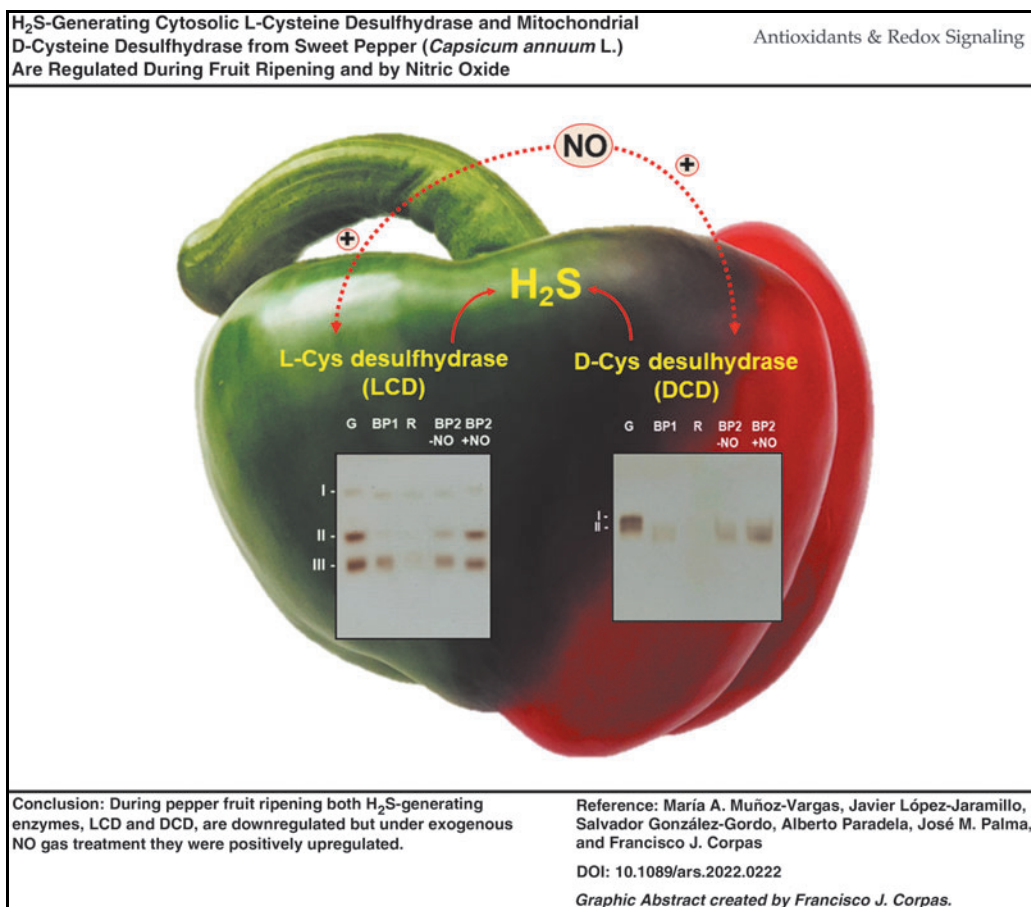 H2S-Generating Cytosolic L-Cysteine Desulfhydrase and Mitochondrial
D-Cysteine Desulfhydrase from Sweet Pepper (Capsicum annuum L.)
Are Regulated During Fruit Ripening and by Nitric Oxide
Antioxidants & Redox Signaling
NO
+
+
H2S
L-Cys desulfhydrase
(LCD)
D-Cys desulhydrase
(DCD)
G BP1 R BP2 BP2
-NO +NO
I -
II -
III -
G BP1 R BP2 BP2
-NO +NO
I -
II -
Conclusion: During pepper fruit ripening both H2S-generating
enzymes, LCD and DCD, are downregulated but under exogenous
NO gas treatment they were positively upregulated.
Reference: María A. Muñoz-Vargas, Javier López-Jaramillo,
Salvador González-Gordo, Alberto Paradela, José M. Palma,
and Francisco J. Corpas
DOI: 10.1089/ars.2022.0222
Graphic Abstract created by Francisco J. Corpas.